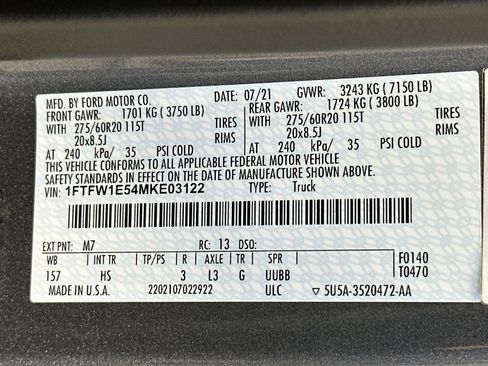 MFD. BY FORD MOTOR CO. DATE: 07/21 GVWR: 3243 KG ( 7150 LB)
FRONT GAWR: 1701 KG ( 3750 LB) REAR GAWR: 1724 KG ( 3800 LB)
WITH 275/60R20 115T TIRES WITH 275/60R20 115T TIRES
20x8.5J RIMS 20x8.5J RIMS
AT 240 kPa/ 35 PSI COLD AT 240 kPa/ 35 PSI COLD
THIS VEHICLE CONFORMS TO ALL APPLICABLE FEDERAL MOTOR VEHICLE
SAFETY STANDARDS IN EFFECT ON THE DATE OF MANUFACTURE SHOWN ABOVE.
VIN: 1FTFW1E54MKE03122 TYPE: Truck
EXT PNT: M7 RC: 13 DSO:
WB INT TR TP/PS R AXLE TR SPR F0140
157 HS 3 L3 G UUBB T0470
MADE IN U.S.A. 2202107022922 ULC ▽ 5U5A-3520472-AA